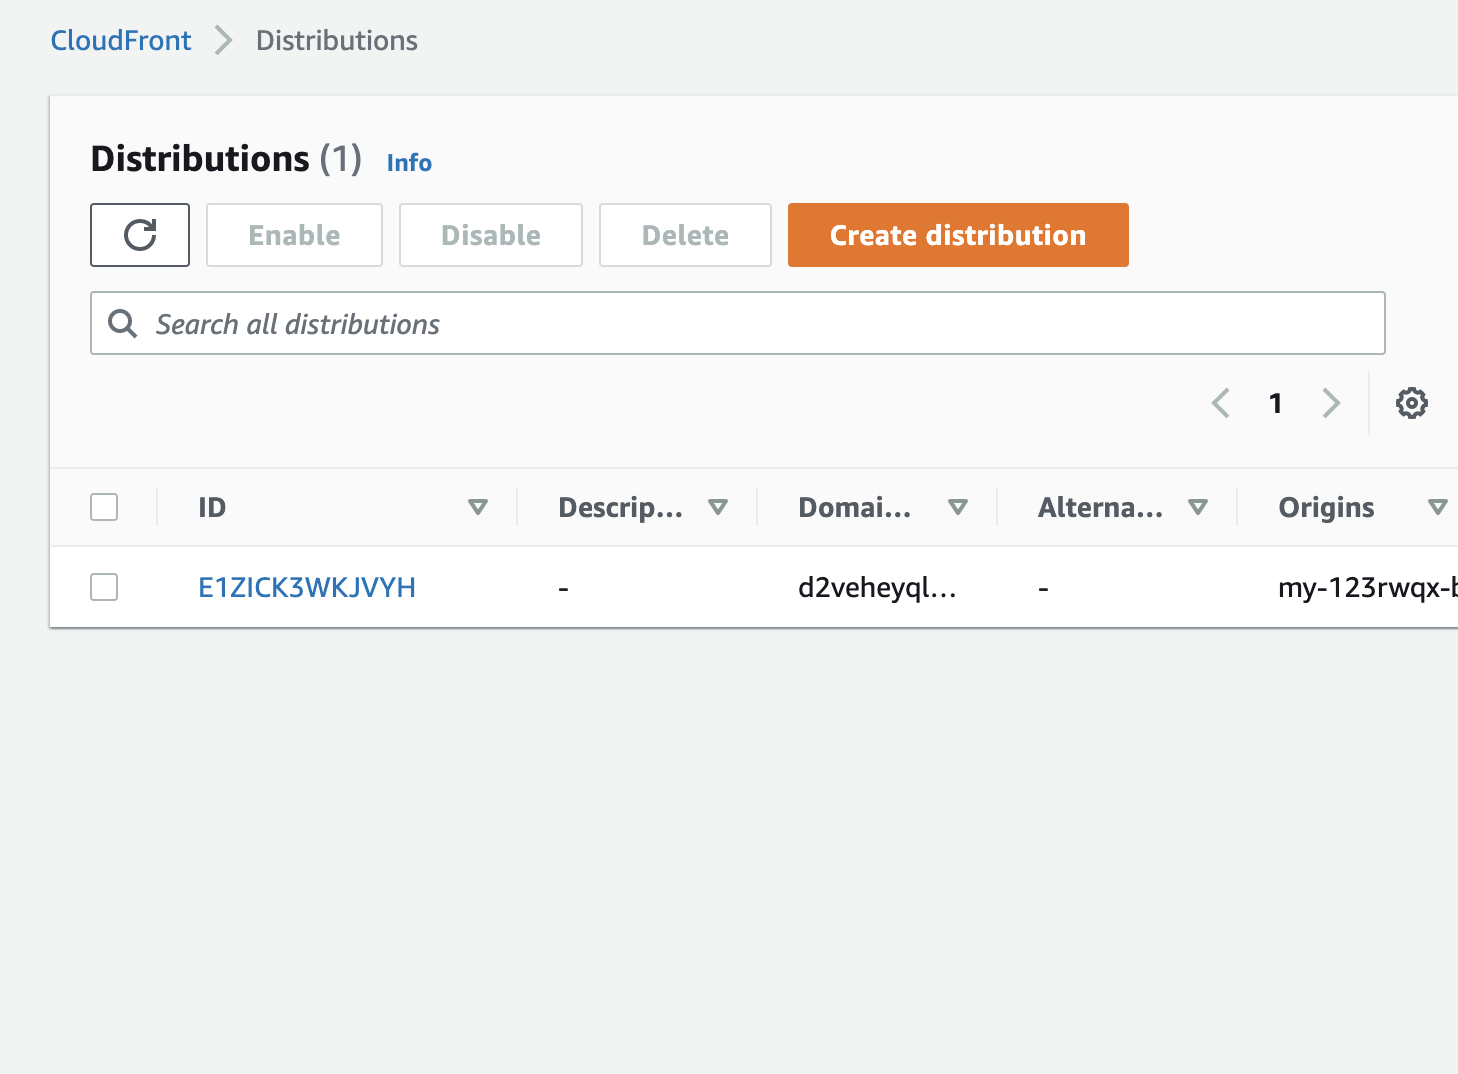 CloudFront Distributions
Distributions (1) Info
Enable Disable Delete Create distribution
Search all distributions
1
ID Descrip... Domai... Alterna... Origins
E1ZICK3WKJVYH - d2veheyql... - my-123rwqx-b